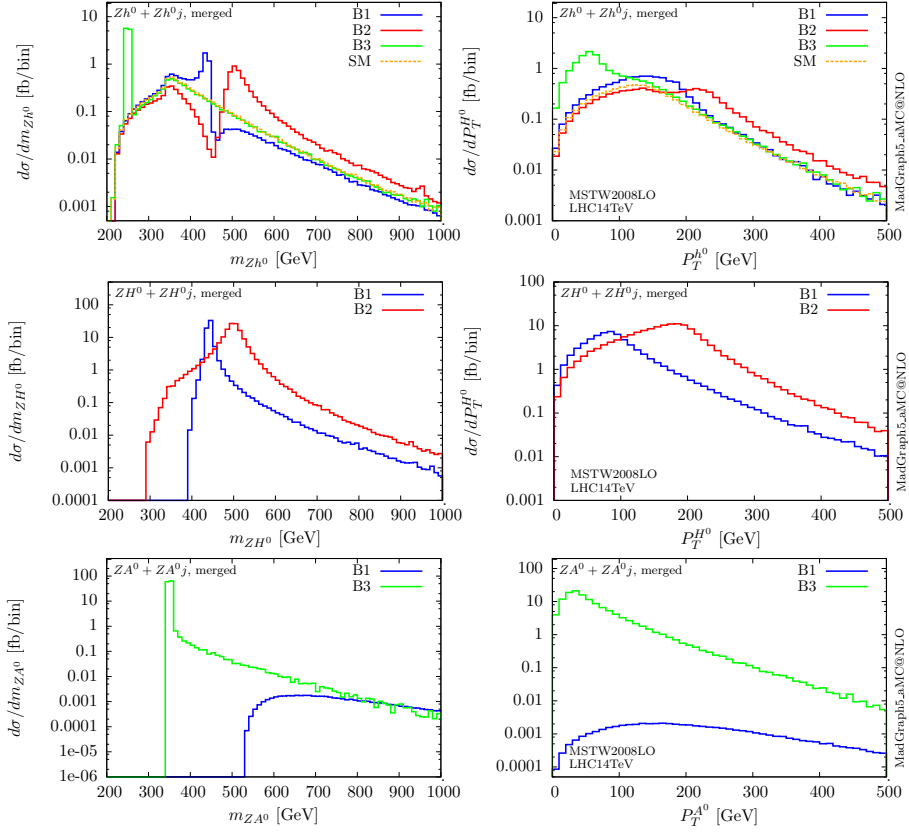 Zh⁰ + Zh⁰j, merged
B1
B2
B3
SM
dσ/dm_{Zh⁰} [fb/bin]
10
1
0.1
0.01
0.001
200 300 400 500 600 700 800 900 1000
m_{Zh⁰} [GeV]
Zh⁰ + Zh⁰j, merged
B1
B2
B3
SM
dσ/dP_T^{h⁰} [fb/bin]
10
1
0.1
0.01
0.001
MSTW2008LO
LHC14TeV
0 100 200 300 400 500
P_T^{h⁰} [GeV]
MadGraph5_aMC@NLO
ZH⁰ + ZH⁰j, merged
B1
B2
dσ/dm_{ZH⁰} [fb/bin]
100
10
1
0.1
0.01
0.001
0.0001
200 300 400 500 600 700 800 900 1000
m_{ZH⁰} [GeV]
ZH⁰ + ZH⁰j, merged
B1
B2
dσ/dP_T^{H⁰} [fb/bin]
100
10
1
0.1
0.01
0.001
MSTW2008LO
LHC14TeV
0 100 200 300 400 500
P_T^{H⁰} [GeV]
MadGraph5_aMC@NLO
ZA⁰ + ZA⁰j, merged
B1
B3
dσ/dm_{ZA⁰} [fb/bin]
100
10
1
0.1
0.01
0.001
0.0001
1e-05
1e-06
200 300 400 500 600 700 800 900 1000
m_{ZA⁰} [GeV]
ZA⁰ + ZA⁰j, merged
B1
B3
100
10
1
0.1
0.01
0.001
0.0001
MSTW2008LO
LHC14TeV
0 100 200 300 400 500
P_T^{A⁰} [GeV]
MadGraph5_aMC@NLO